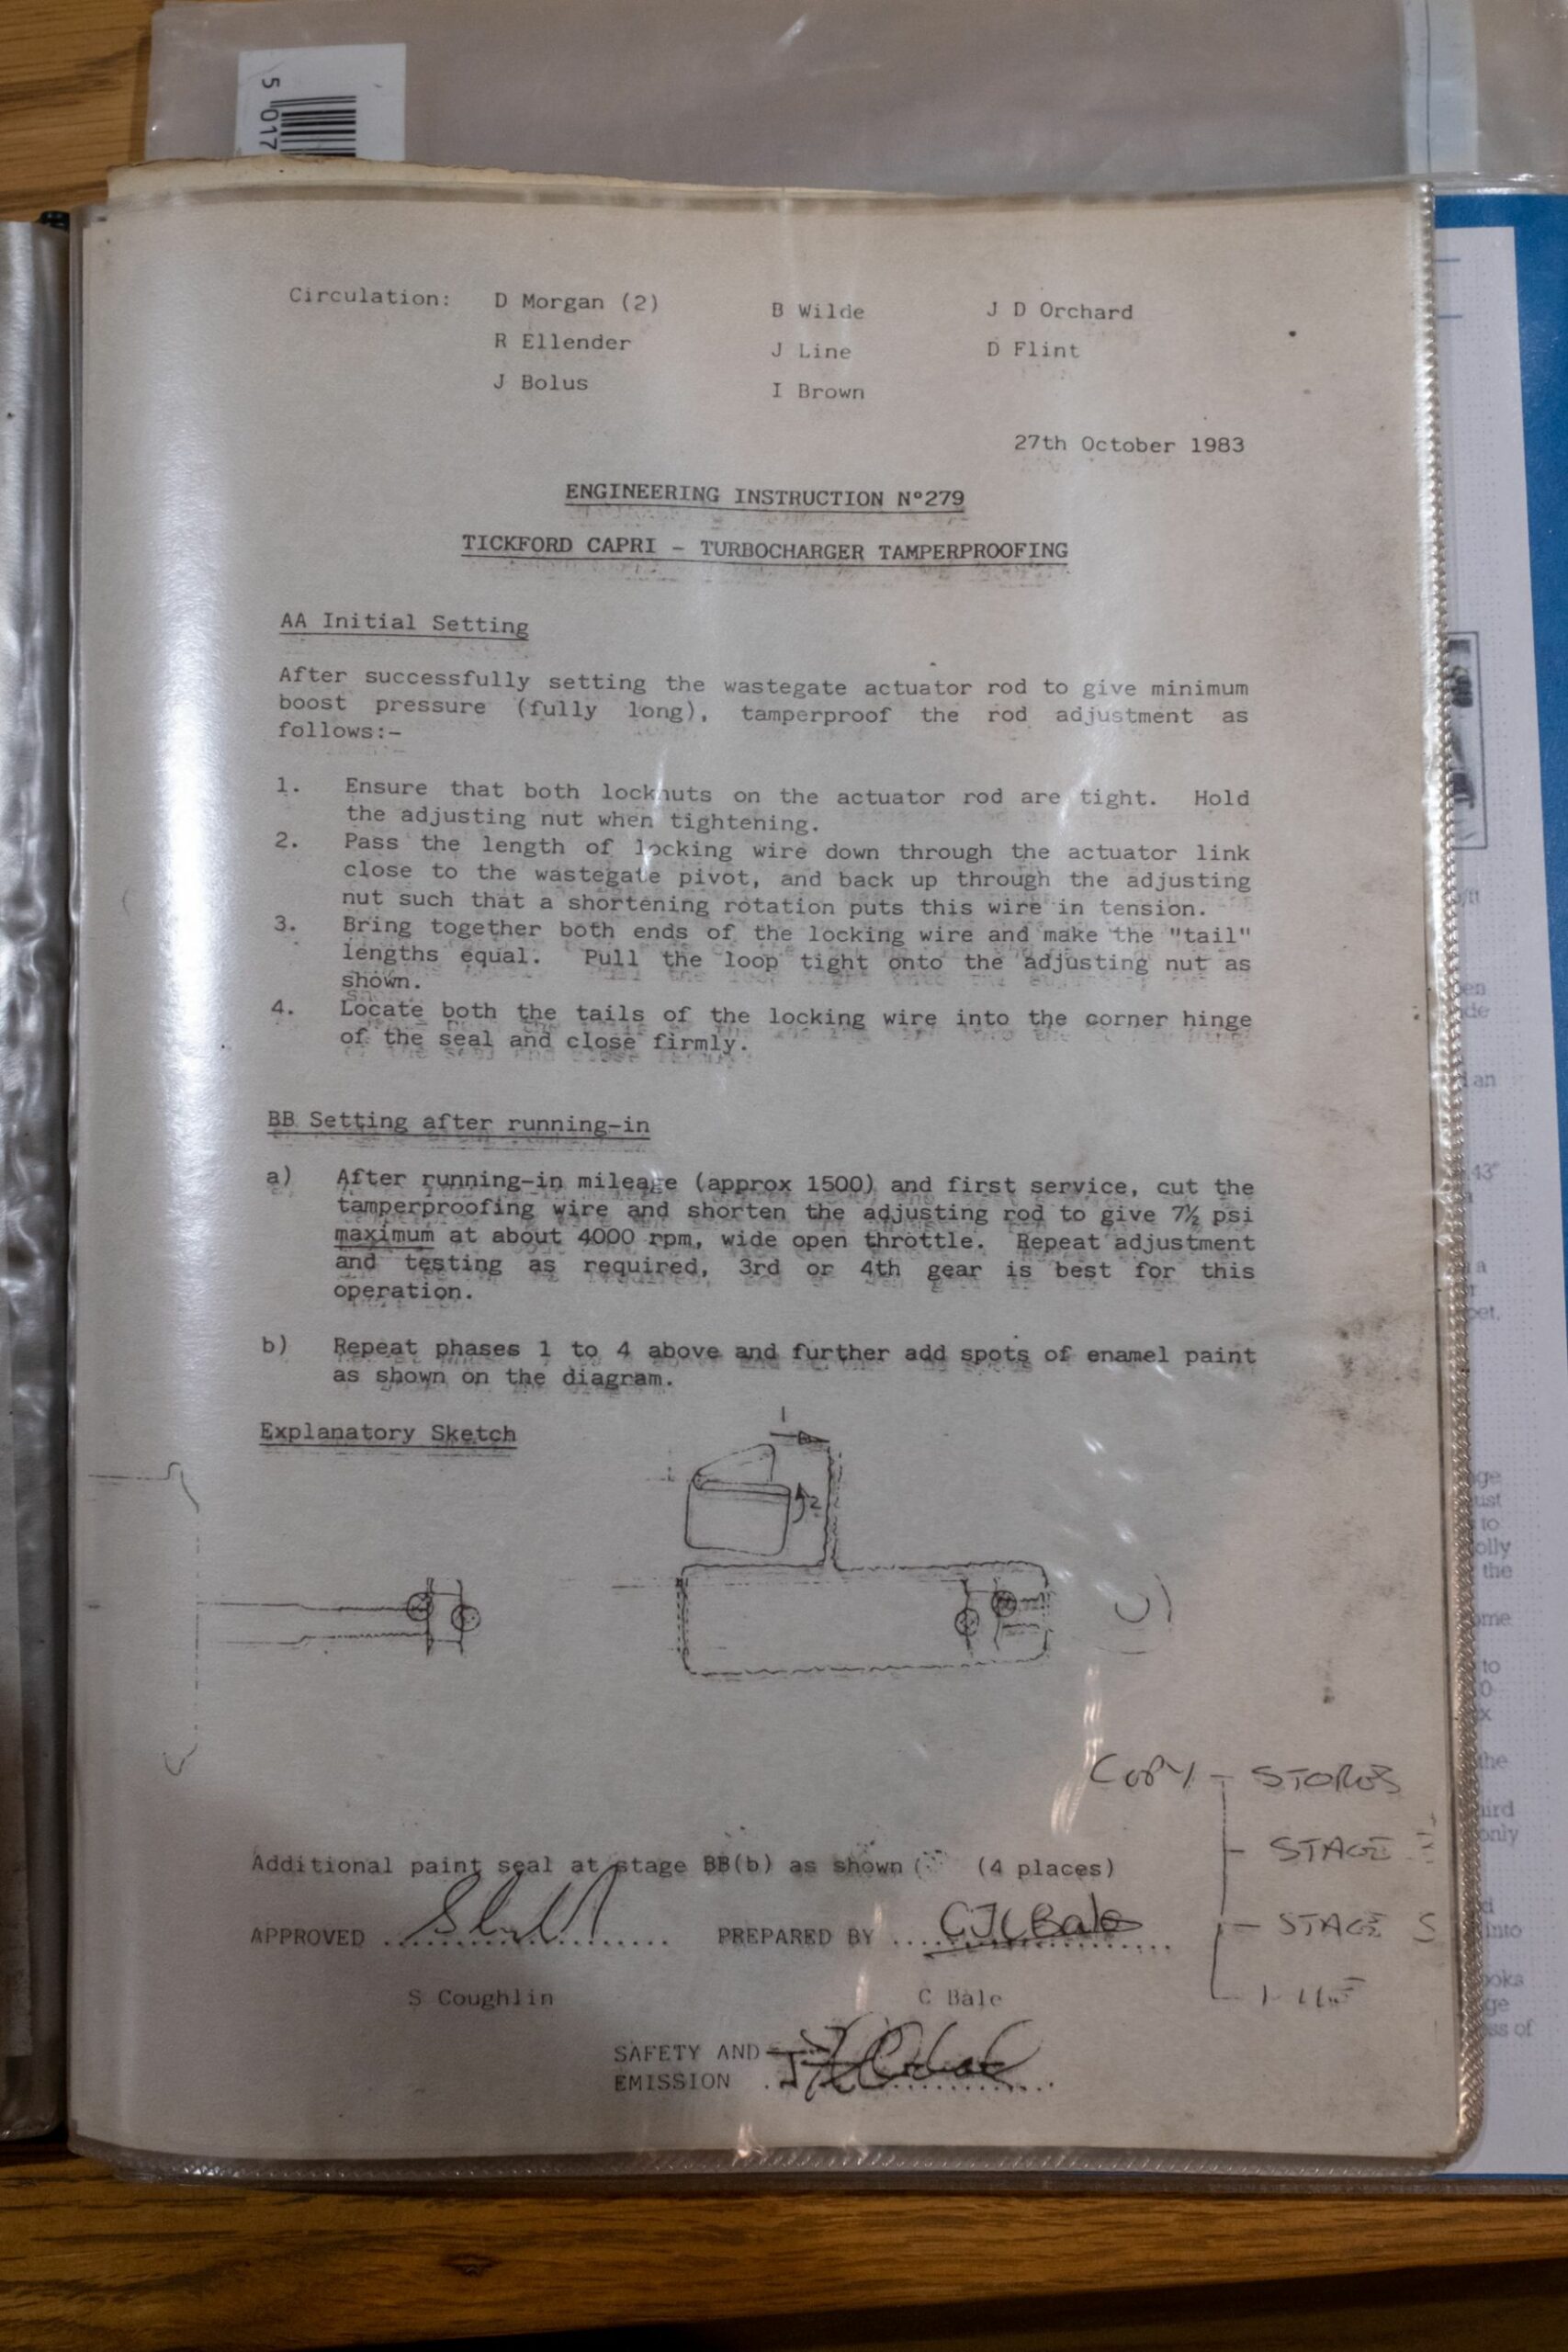 5 017
Circulation: D Morgan (2) B Wilde J D Orchard
R Ellender J Line D Flint
J Bolus I Brown
27th October 1983
ENGINEERING INSTRUCTION Nº279
TICKFORD CAPRI - TURBOCHARGER TAMPERPROOFING
AA Initial Setting
After successfully setting the wastegate actuator rod to give minimum
boost pressure (fully long), tamperproof the rod adjustment as
follows:-
1. Ensure that both locknuts on the actuator rod are tight. Hold
the adjusting nut when tightening.
2. Pass the length of locking wire down through the actuator link
close to the wastegate pivot, and back up through the adjusting
nut such that a shortening rotation puts this wire in tension.
3. Bring together both ends of the locking wire and make the "tail"
lengths equal. Pull the loop tight onto the adjusting nut as
shown.
4. Locate both the tails of the locking wire into the corner hinge
of the seal and close firmly.
BB Setting after running-in
a) After running-in mileage (approx 1500) and first service, cut the
tamperproofing wire and shorten the adjusting rod to give 7½ psi
maximum at about 4000 rpm, wide open throttle. Repeat adjustment
and testing as required, 3rd or 4th gear is best for this
operation.
b) Repeat phases 1 to 4 above and further add spots of enamel paint
as shown on the diagram.
Explanatory Sketch
1
2
COPY - STORES
STAGE
STAGE S
Additional paint seal at stage BB(b) as shown ( (4 places)
APPROVED .................... PREPARED BY ....................
S Coughlin C Bale
SAFETY AND
EMISSION ....................